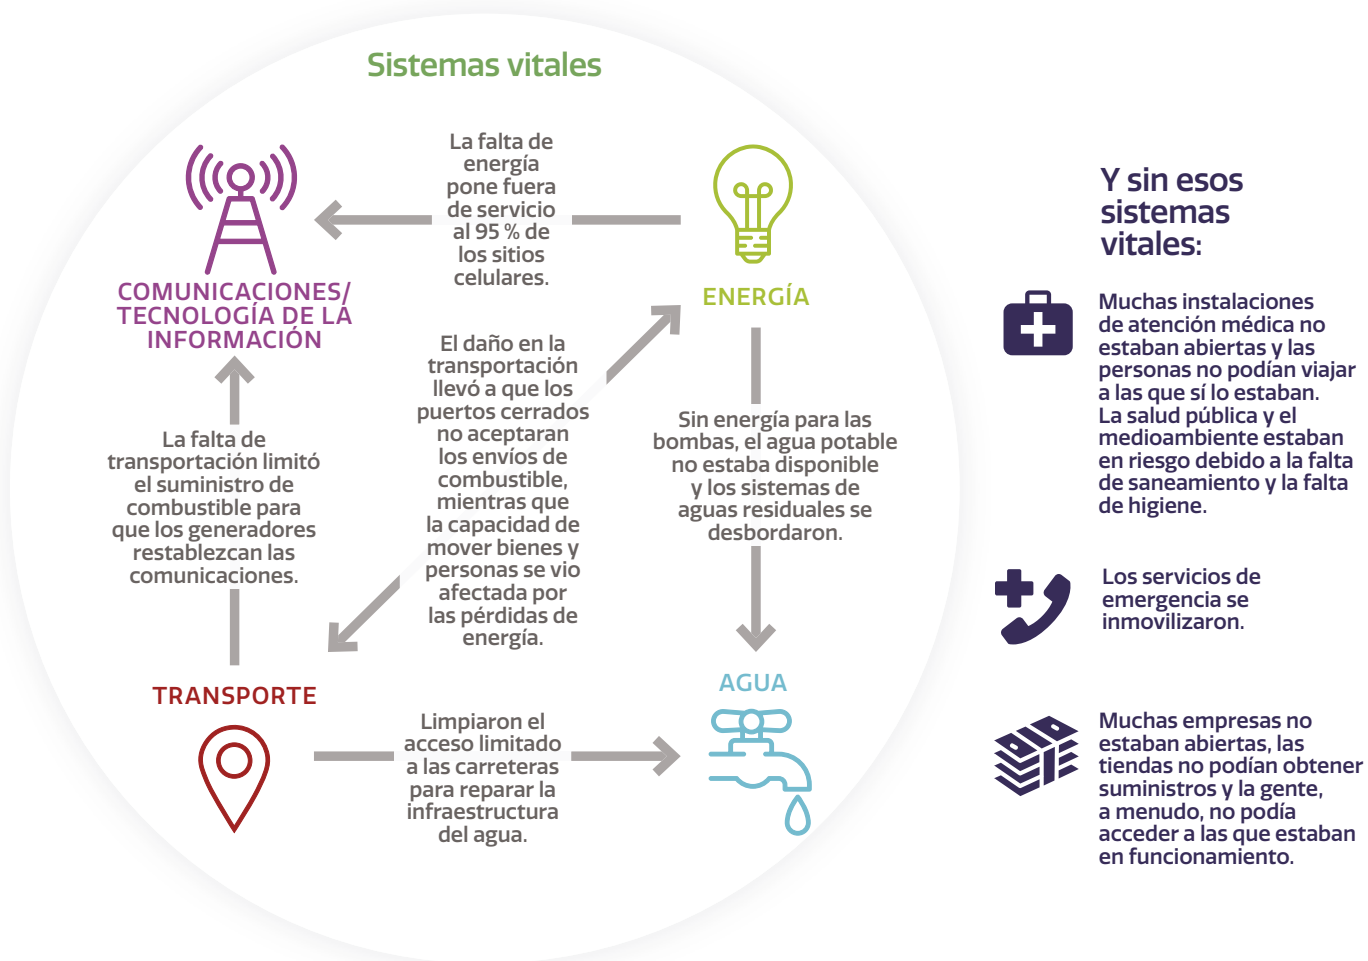 Sistemas vitales
La falta de
energía
pone fuera
de servicio
al 95 % de
los sitios
celulares.
COMUNICACIONES/
TECNOLOGÍA DE LA
INFORMACIÓN
ENERGÍA
El daño en la
transportación
llevó a que los
puertos cerrados
no aceptaran
los envíos de
combustible,
mientras que
la capacidad de
mover bienes y
personas se vio
afectada por
las pérdidas de
energía.
La falta de
transportación limitó
el suministro de
combustible para
que los generadores
restablezcan las
comunicaciones.
Sin energía para las
bombas, el agua potable
no estaba disponible
y los sistemas de
aguas residuales se
desbordaron.
TRANSPORTE
AGUA
Limpiaron el
acceso limitado
a las carreteras
para reparar la
infraestructura
del agua.
Y sin esos
sistemas
vitales:
Muchas instalaciones
de atención médica no
estaban abiertas y las
personas no podían viajar
a las que sí lo estaban.
La salud pública y el
medioambiente estaban
en riesgo debido a la falta
de saneamiento y la falta
de higiene.
Los servicios de
emergencia se
inmovilizaron.
Muchas empresas no
estaban abiertas, las
tiendas no podían obtener
suministros y la gente,
a menudo, no podía
acceder a las que estaban
en funcionamiento.